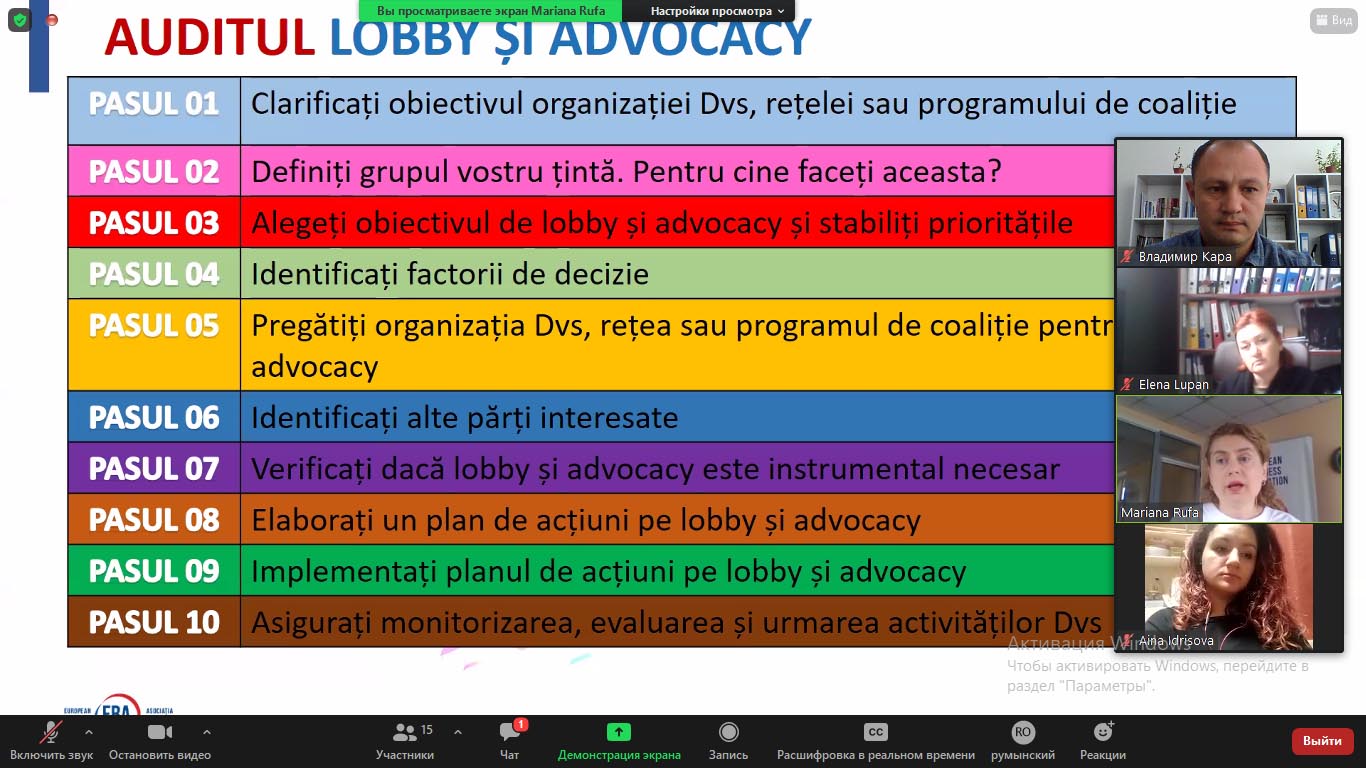 Вы просматриваете экран Mariana Rufa
Настройки просмотра
Вид
AUDITUL LOBBY ȘI ADVOCACY
PASUL 01 Clarificați obiectivul organizației Dvs, rețelei sau programului de coaliție
PASUL 02 Definiți grupul vostru țintă. Pentru cine faceți aceasta?
PASUL 03 Alegeți obiectivul de lobby și advocacy și stabiliți prioritățile
PASUL 04 Identificați factorii de decizie
PASUL 05 Pregătiți organizația Dvs, rețea sau programul de coaliție pentr
advocacy
PASUL 06 Identificați alte părți interesate
PASUL 07 Verificați dacă lobby și advocacy este instrumental necesar
PASUL 08 Elaborați un plan de acțiuni pe lobby și advocacy
PASUL 09 Implementați planul de acțiuni pe lobby și advocacy
PASUL 10 Asigurați monitorizarea, evaluarea și urmarea activităților Dvs
Владимир Кара
Elena Lupan
Mariana Rufa
Aina Idrisova
Активация Windows
Чтобы активировать Windows, перейдите в
раздел "Параметры".
EUROPEAN EBA ASOCIAȚIA
Включить звук
Остановить видео
15
Участники
1
Чат
Демонстрация экрана
Запись
CC
Расшифровка в реальном времени
RO
румынский
Реакции
Выйти